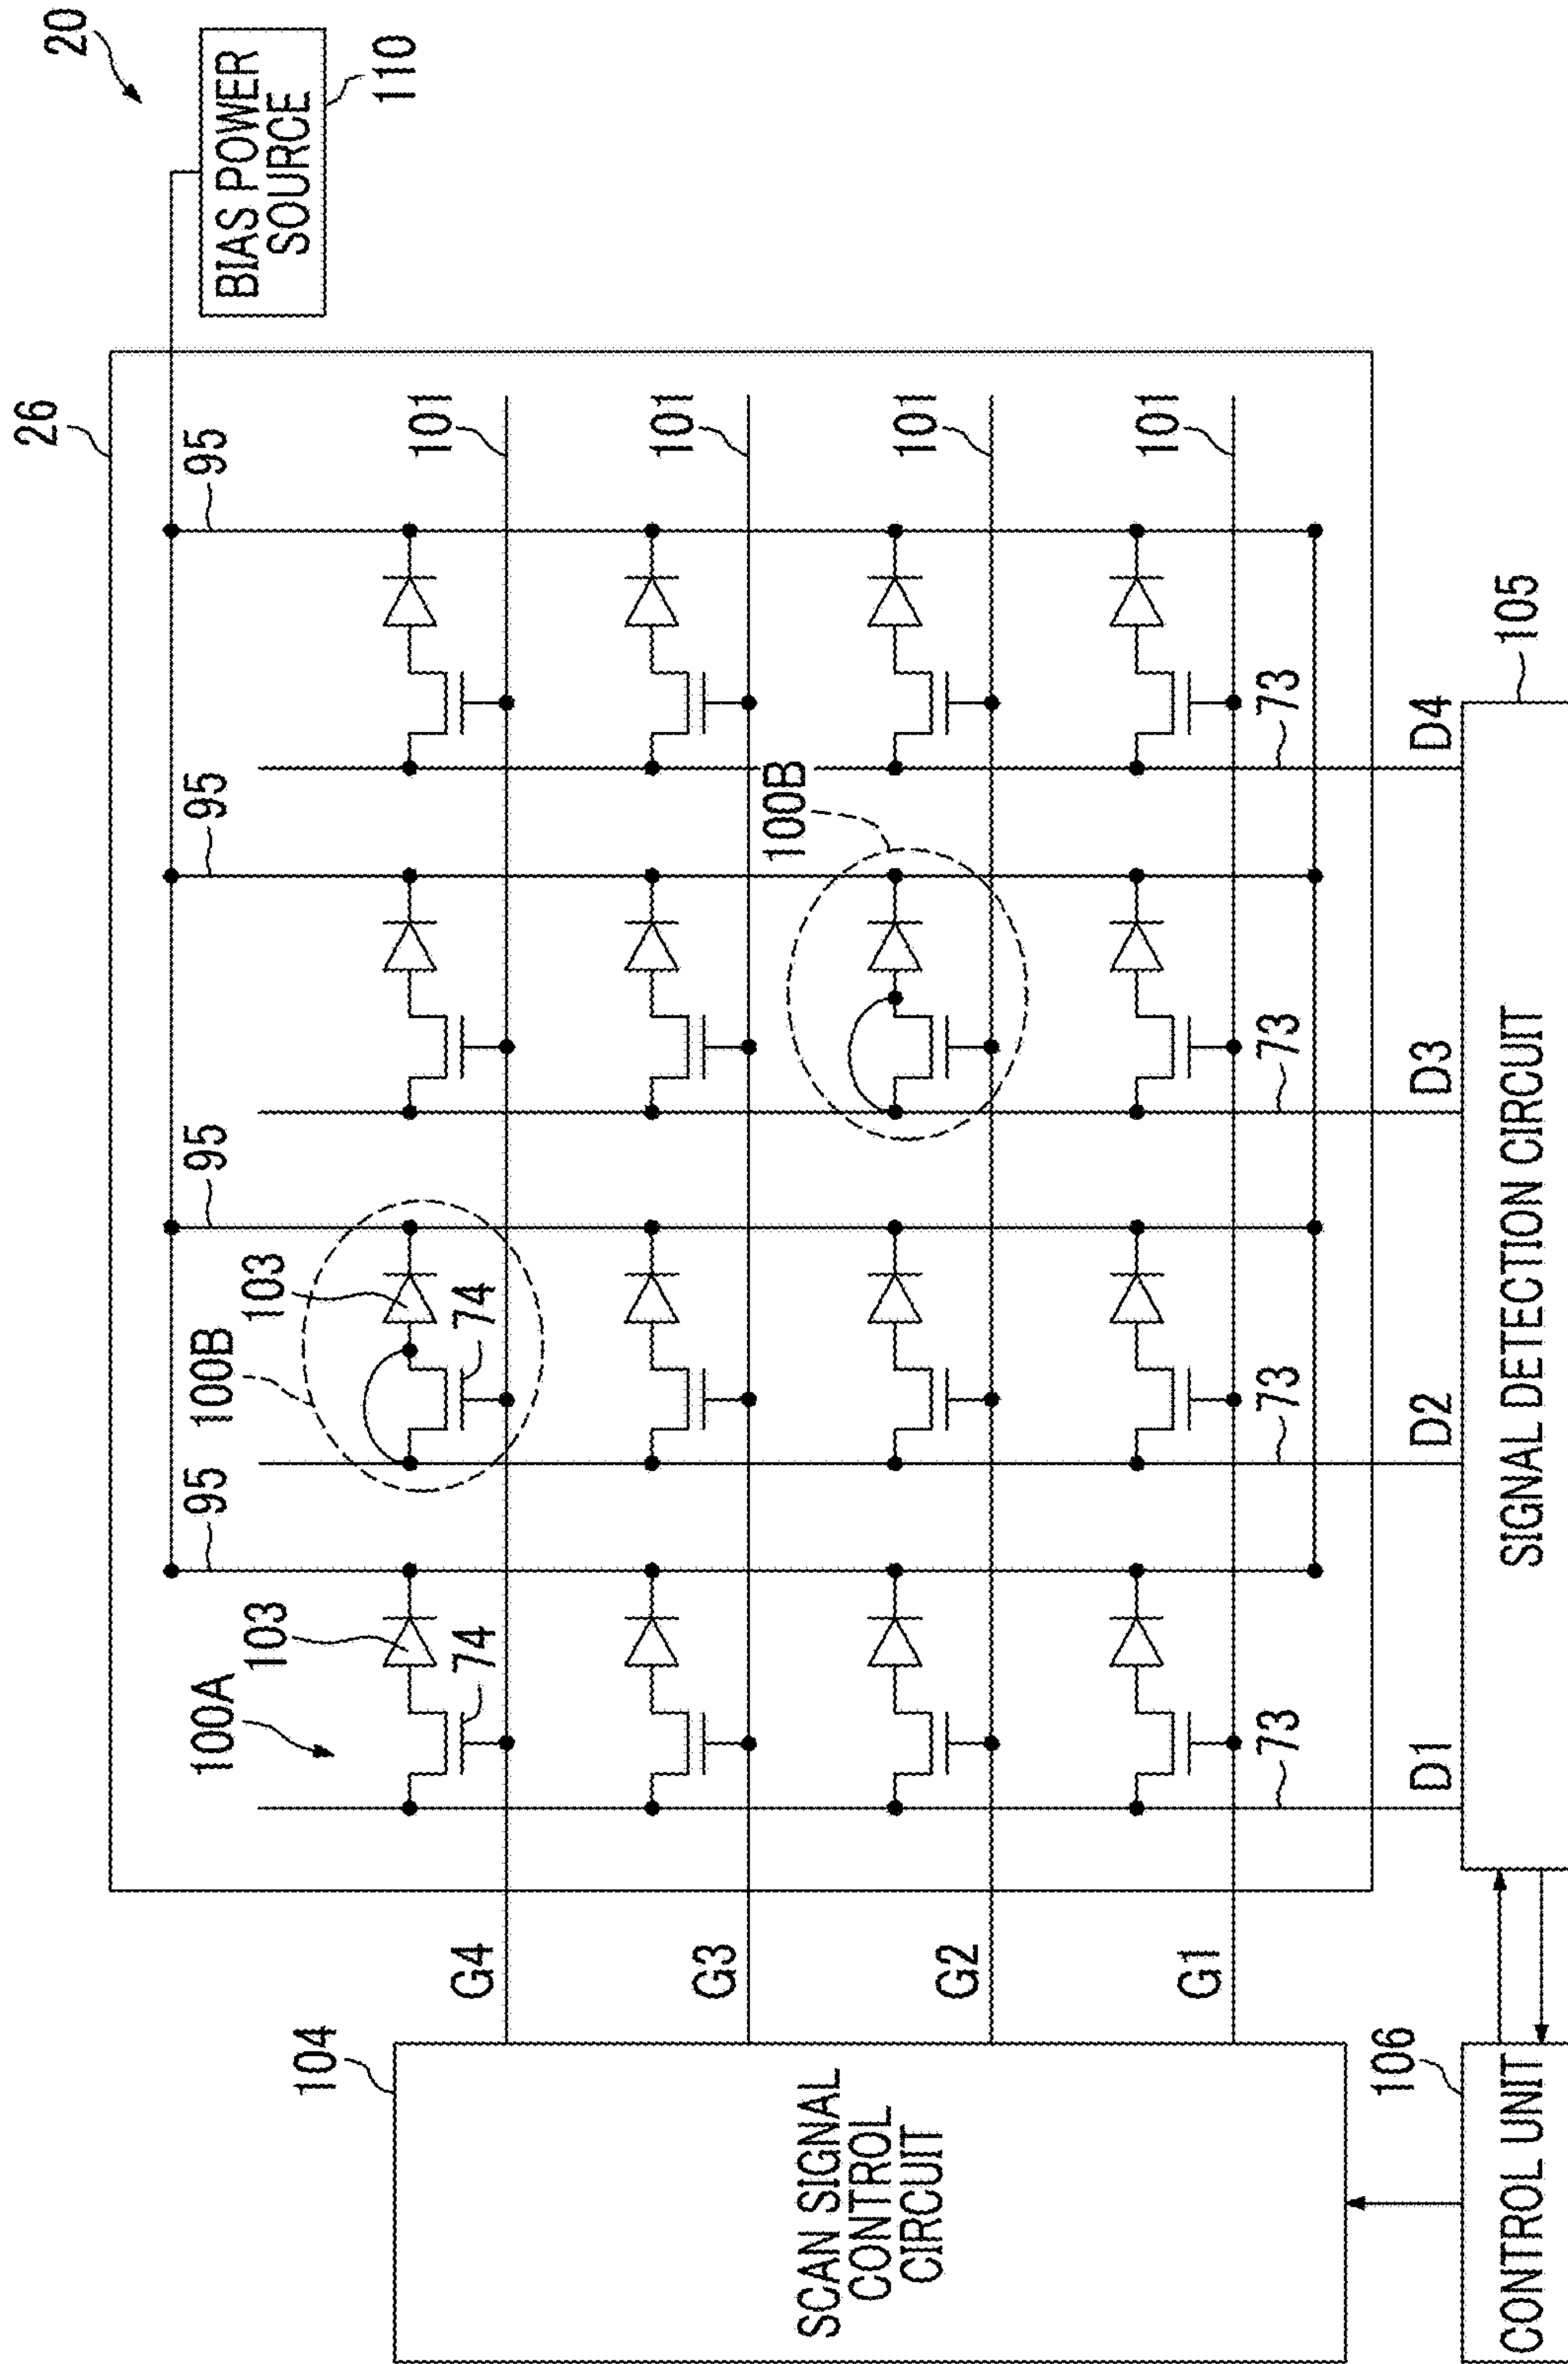 20
26
BIAS POWER
SOURCE
110
95
95
95
95
100A
103
74
100B
103
74
101
101
100B
101
101
104
G4
G3
G2
G1
SCAN SIGNAL
CONTROL
CIRCUIT
73
73
73
73
D1
D2
D3
D4
105
106
CONTROL UNIT
SIGNAL DETECTION CIRCUIT